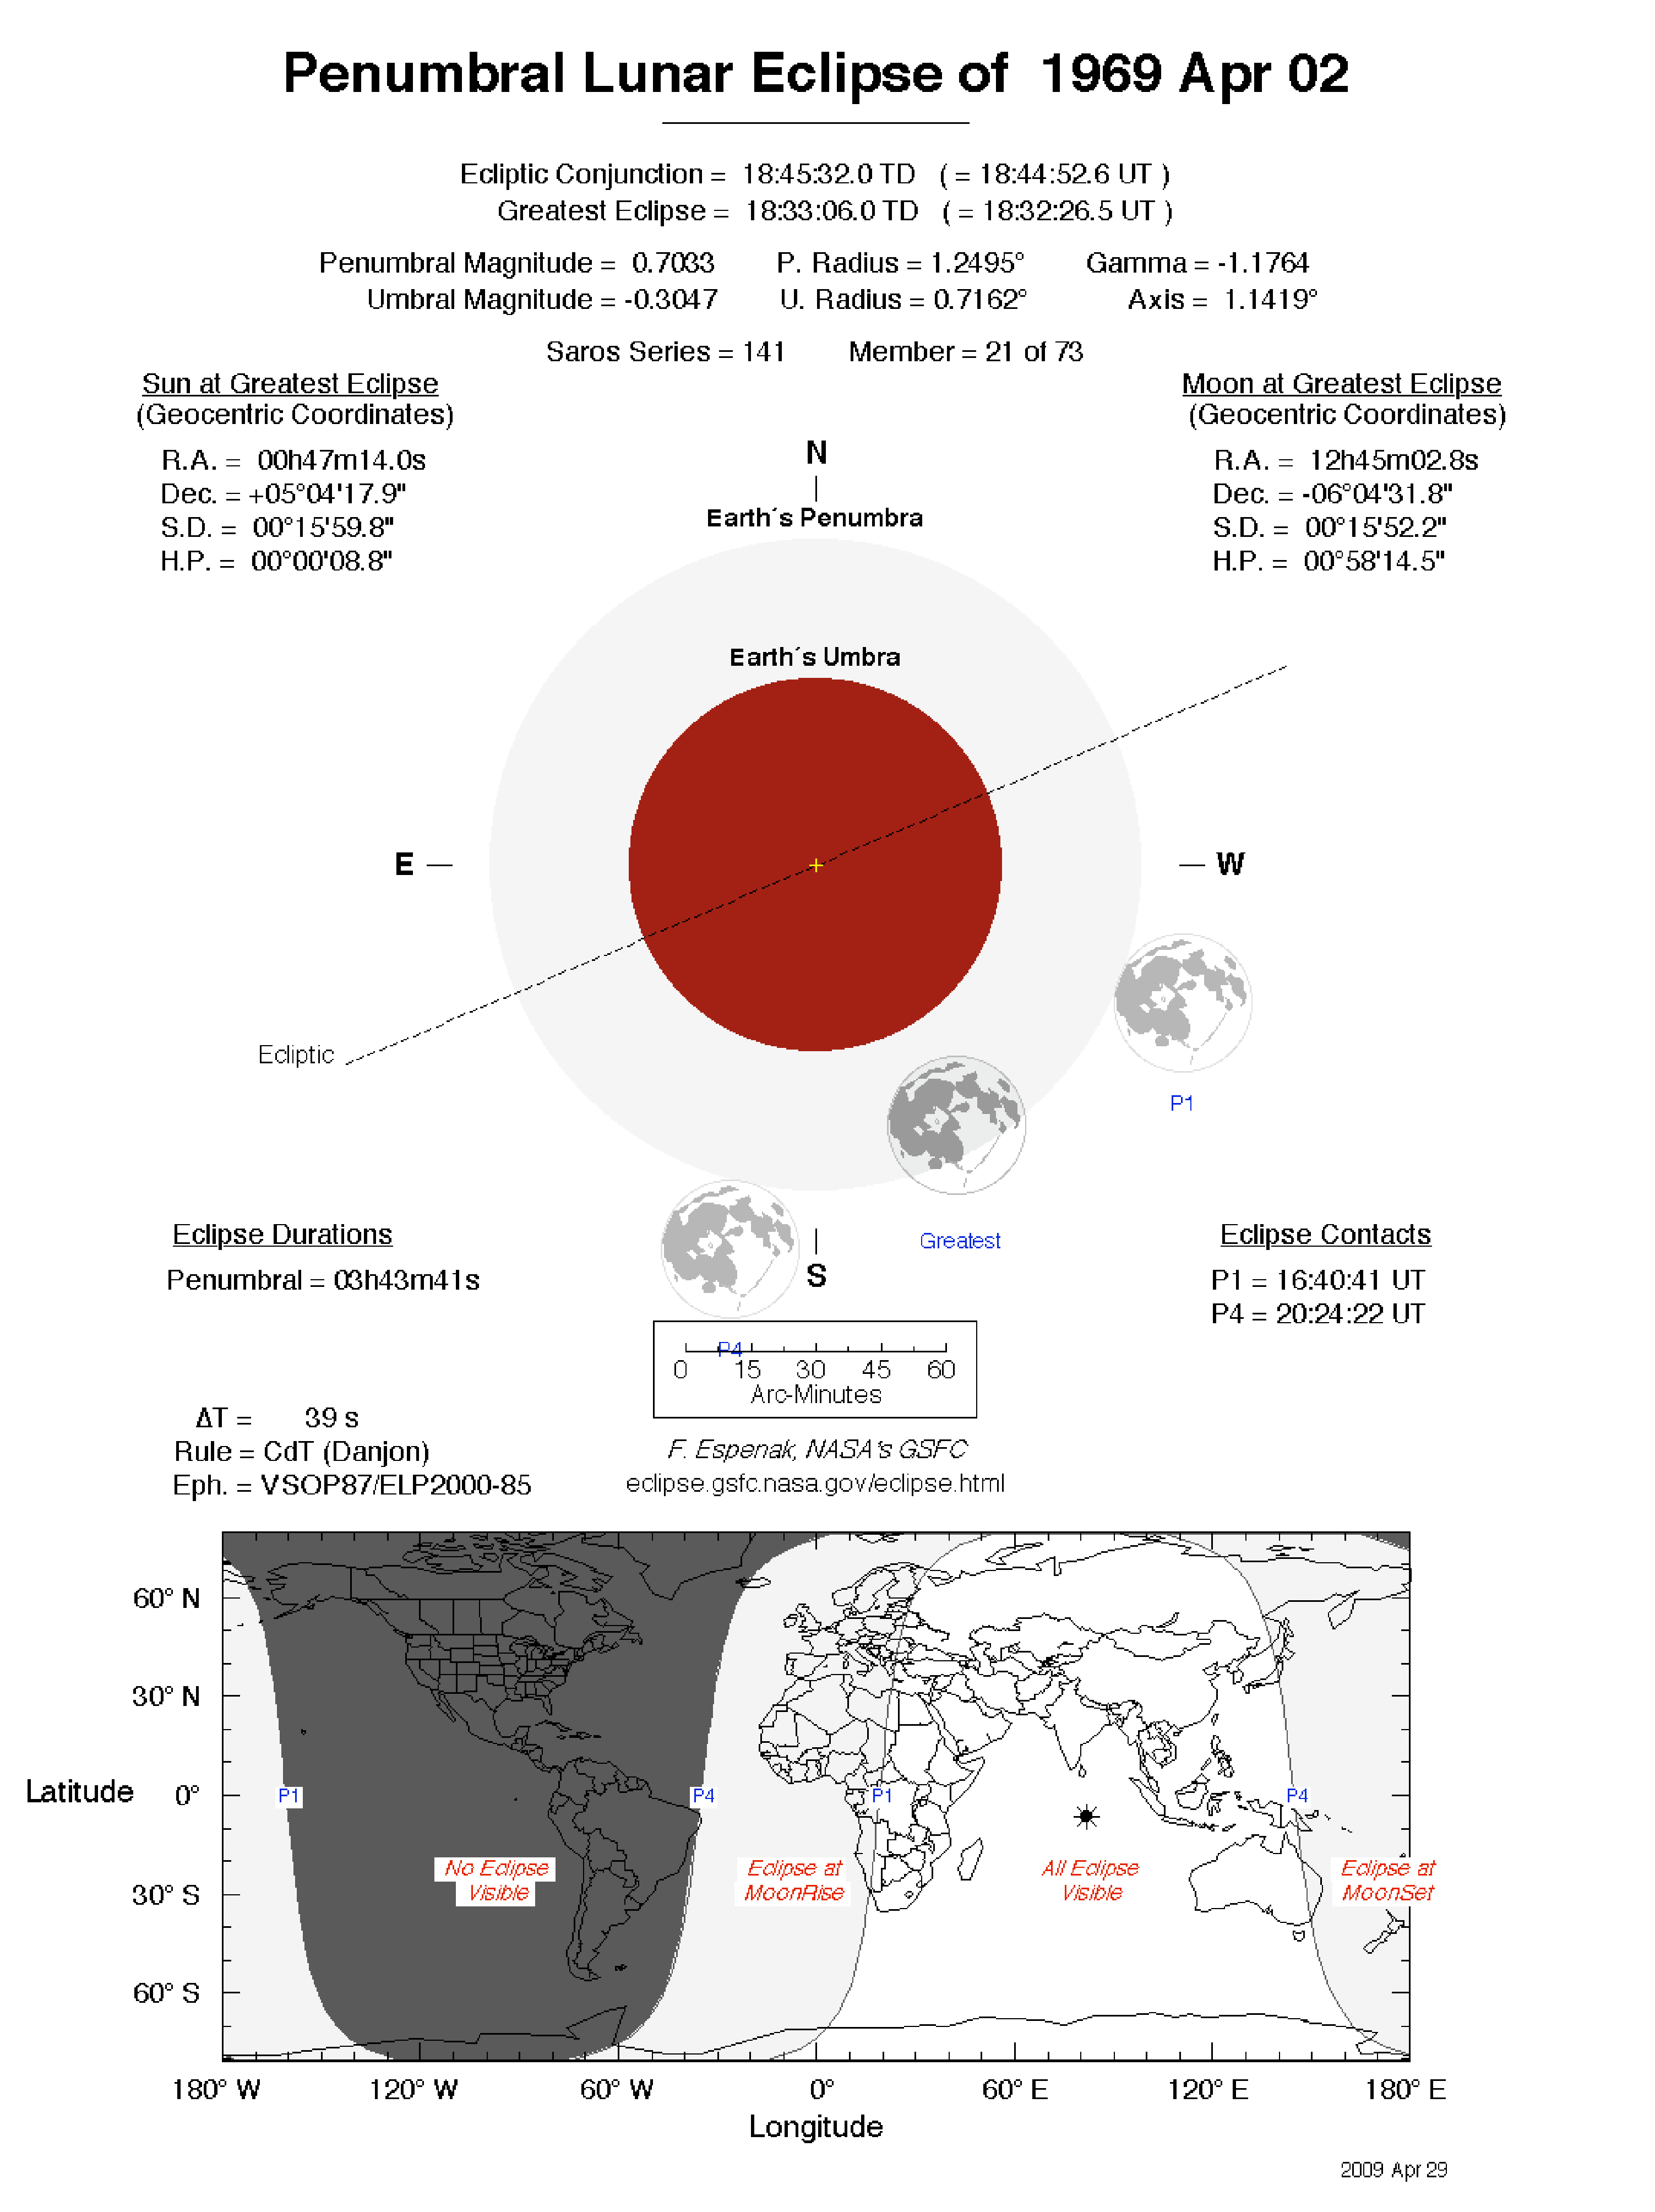 Penumbral Lunar Eclipse of 1969 Apr 02
Ecliptic Conjunction = 18:45:32.0 TD ( = 18:44:52.6 UT )
Greatest Eclipse = 18:33:06.0 TD ( = 18:32:26.5 UT )
Penumbral Magnitude = 0.7033 P. Radius = 1.2495° Gamma = -1.1764
Umbral Magnitude = -0.3047 U. Radius = 0.7162° Axis = 1.1419°
Saros Series = 141 Member = 21 of 73
Sun at Greatest Eclipse
(Geocentric Coordinates)
R.A. = 00h47m14.0s
Dec. = +05°04'17.9"
S.D. = 00°15'59.8"
H.P. = 00°00'08.8"
Moon at Greatest Eclipse
(Geocentric Coordinates)
R.A. = 12h45m02.8s
Dec. = -06°04'31.8"
S.D. = 00°15'52.2"
H.P. = 00°58'14.5"
N
Earth´s Penumbra
Earth´s Umbra
E
W
Ecliptic
P1
Greatest
S
P4
Eclipse Durations
Penumbral = 03h43m41s
Eclipse Contacts
P1 = 16:40:41 UT
P4 = 20:24:22 UT
0 15 30 45 60
Arc-Minutes
ΔT = 39 s
Rule = CdT (Danjon)
Eph. = VSOP87/ELP2000-85
F. Espenak, NASA's GSFC
eclipse.gsfc.nasa.gov/eclipse.html
60° N
30° N
Latitude 0°
30° S
60° S
P1 P4 P1 P4
No Eclipse
Visible
Eclipse at
MoonRise
All Eclipse
Visible
Eclipse at
MoonSet
180° W 120° W 60° W 0° 60° E 120° E 180° E
Longitude
2009 Apr 29